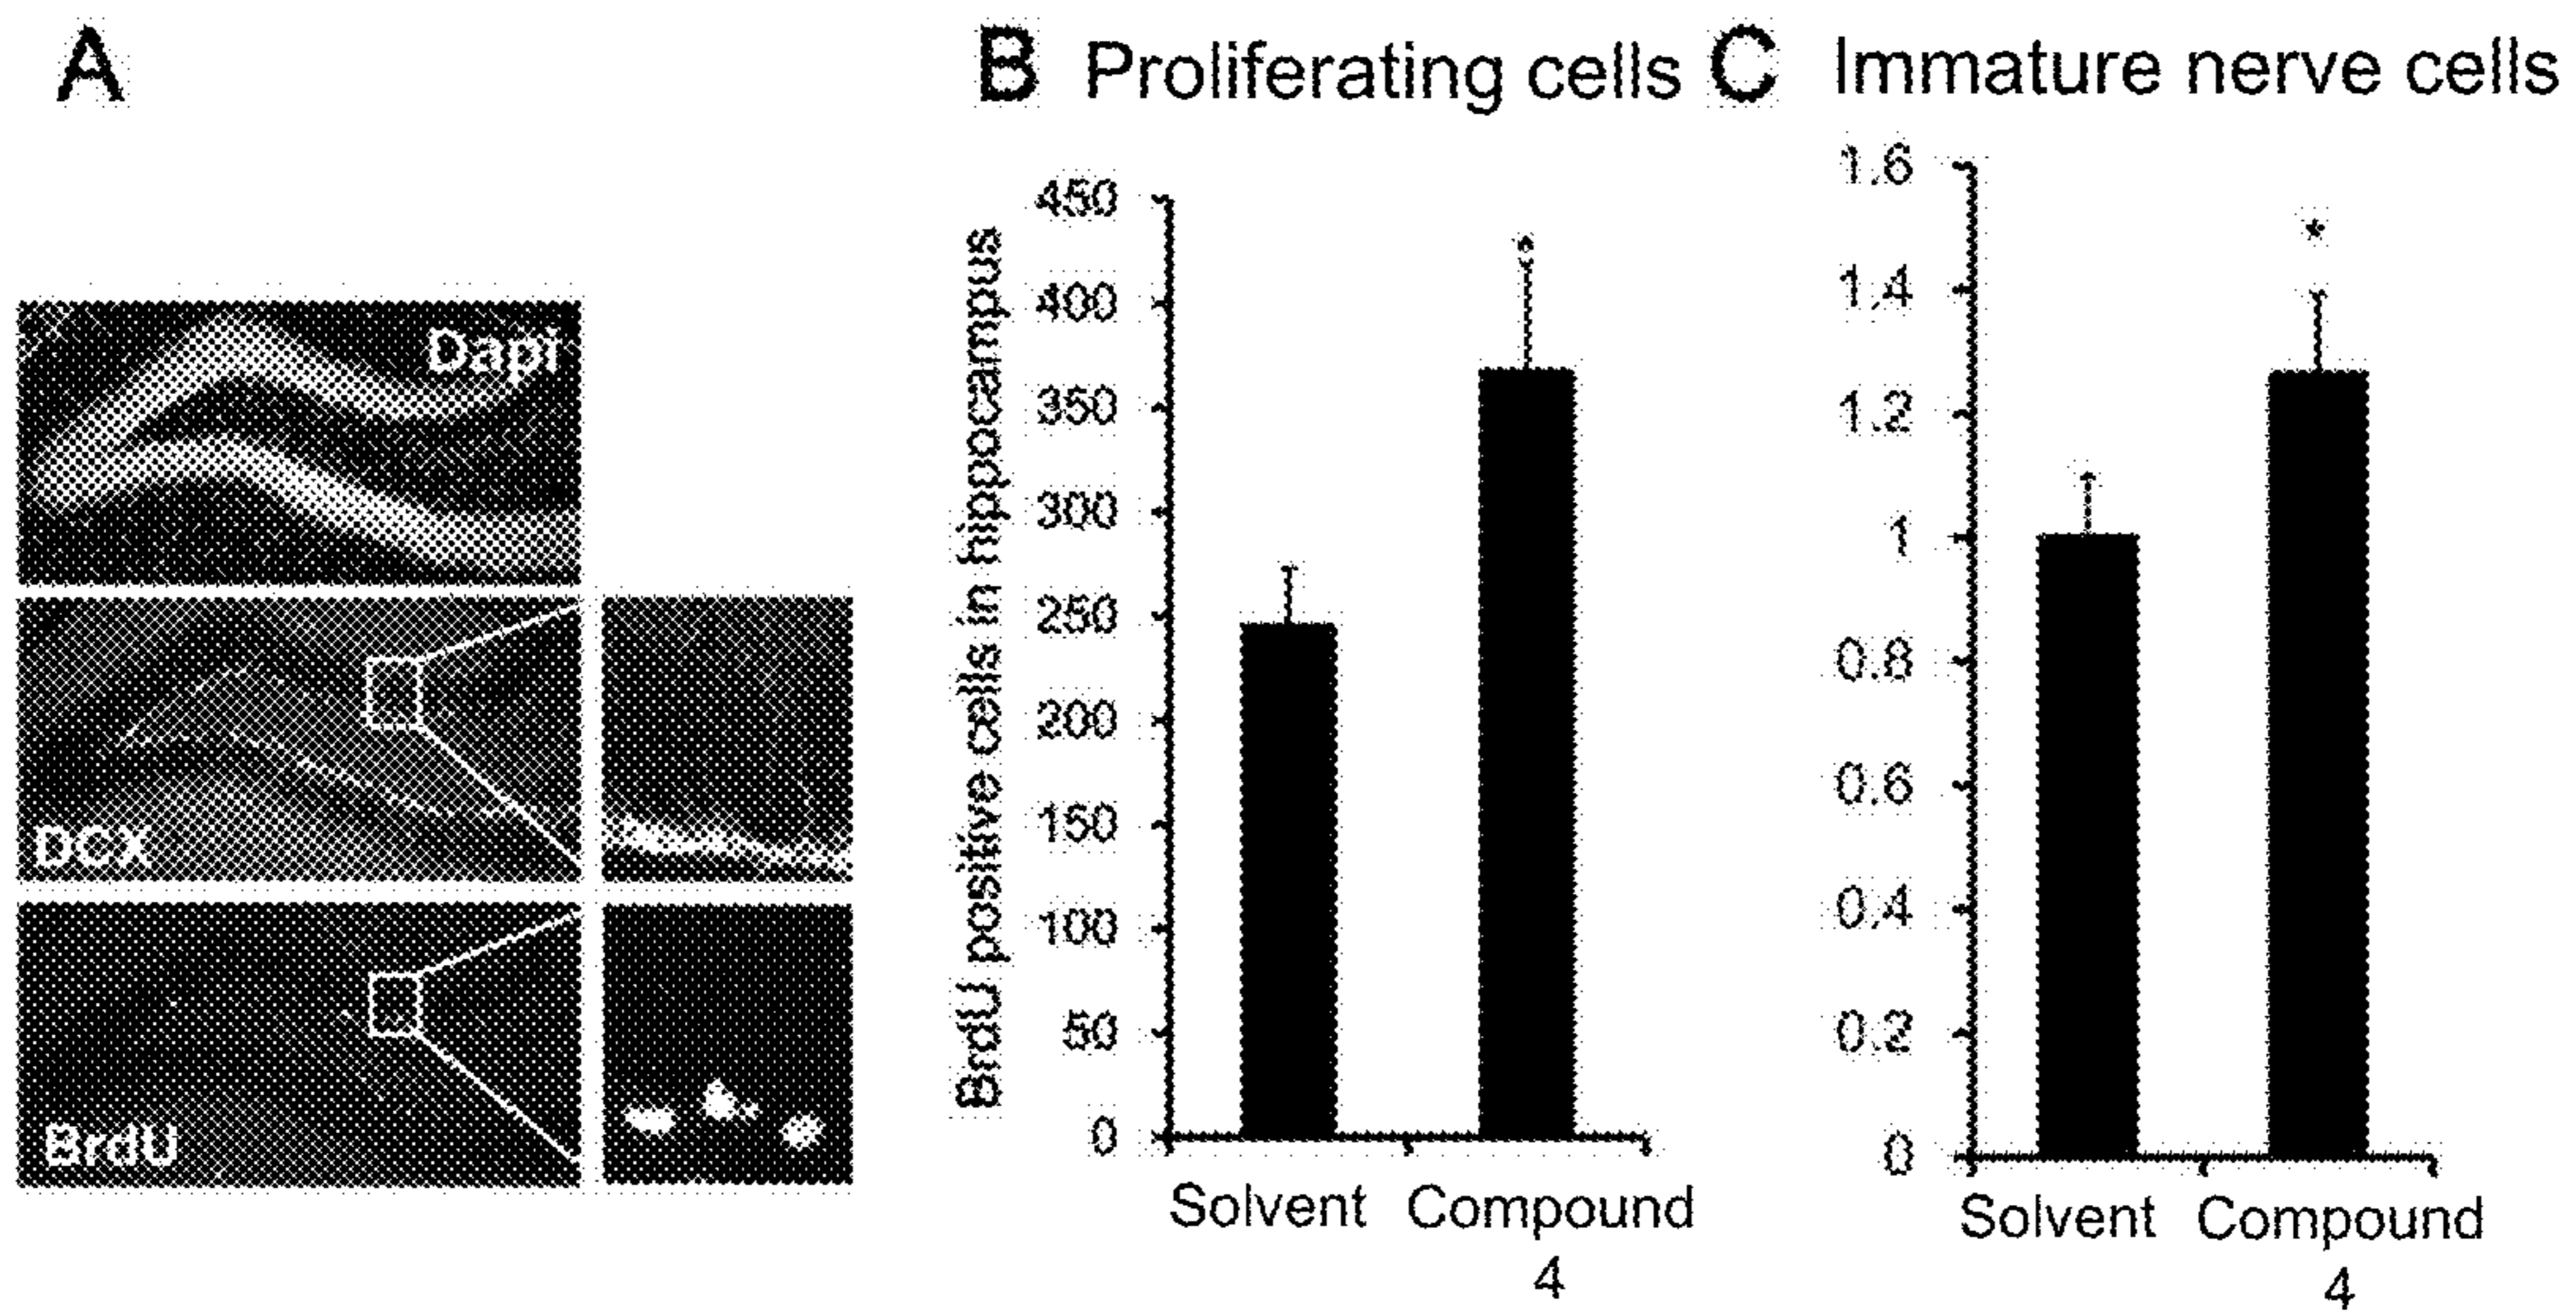 A
B Proliferating cells
C Immature nerve cells
Dapi
DCX
BrdU
BrdU positive cells in hippocampus
450
400
350
300
250
200
150
100
50
0
*
Solvent Compound
4
1.6
1.4
1.2
1
0.8
0.6
0.4
0.2
0
*
Solvent Compound
4